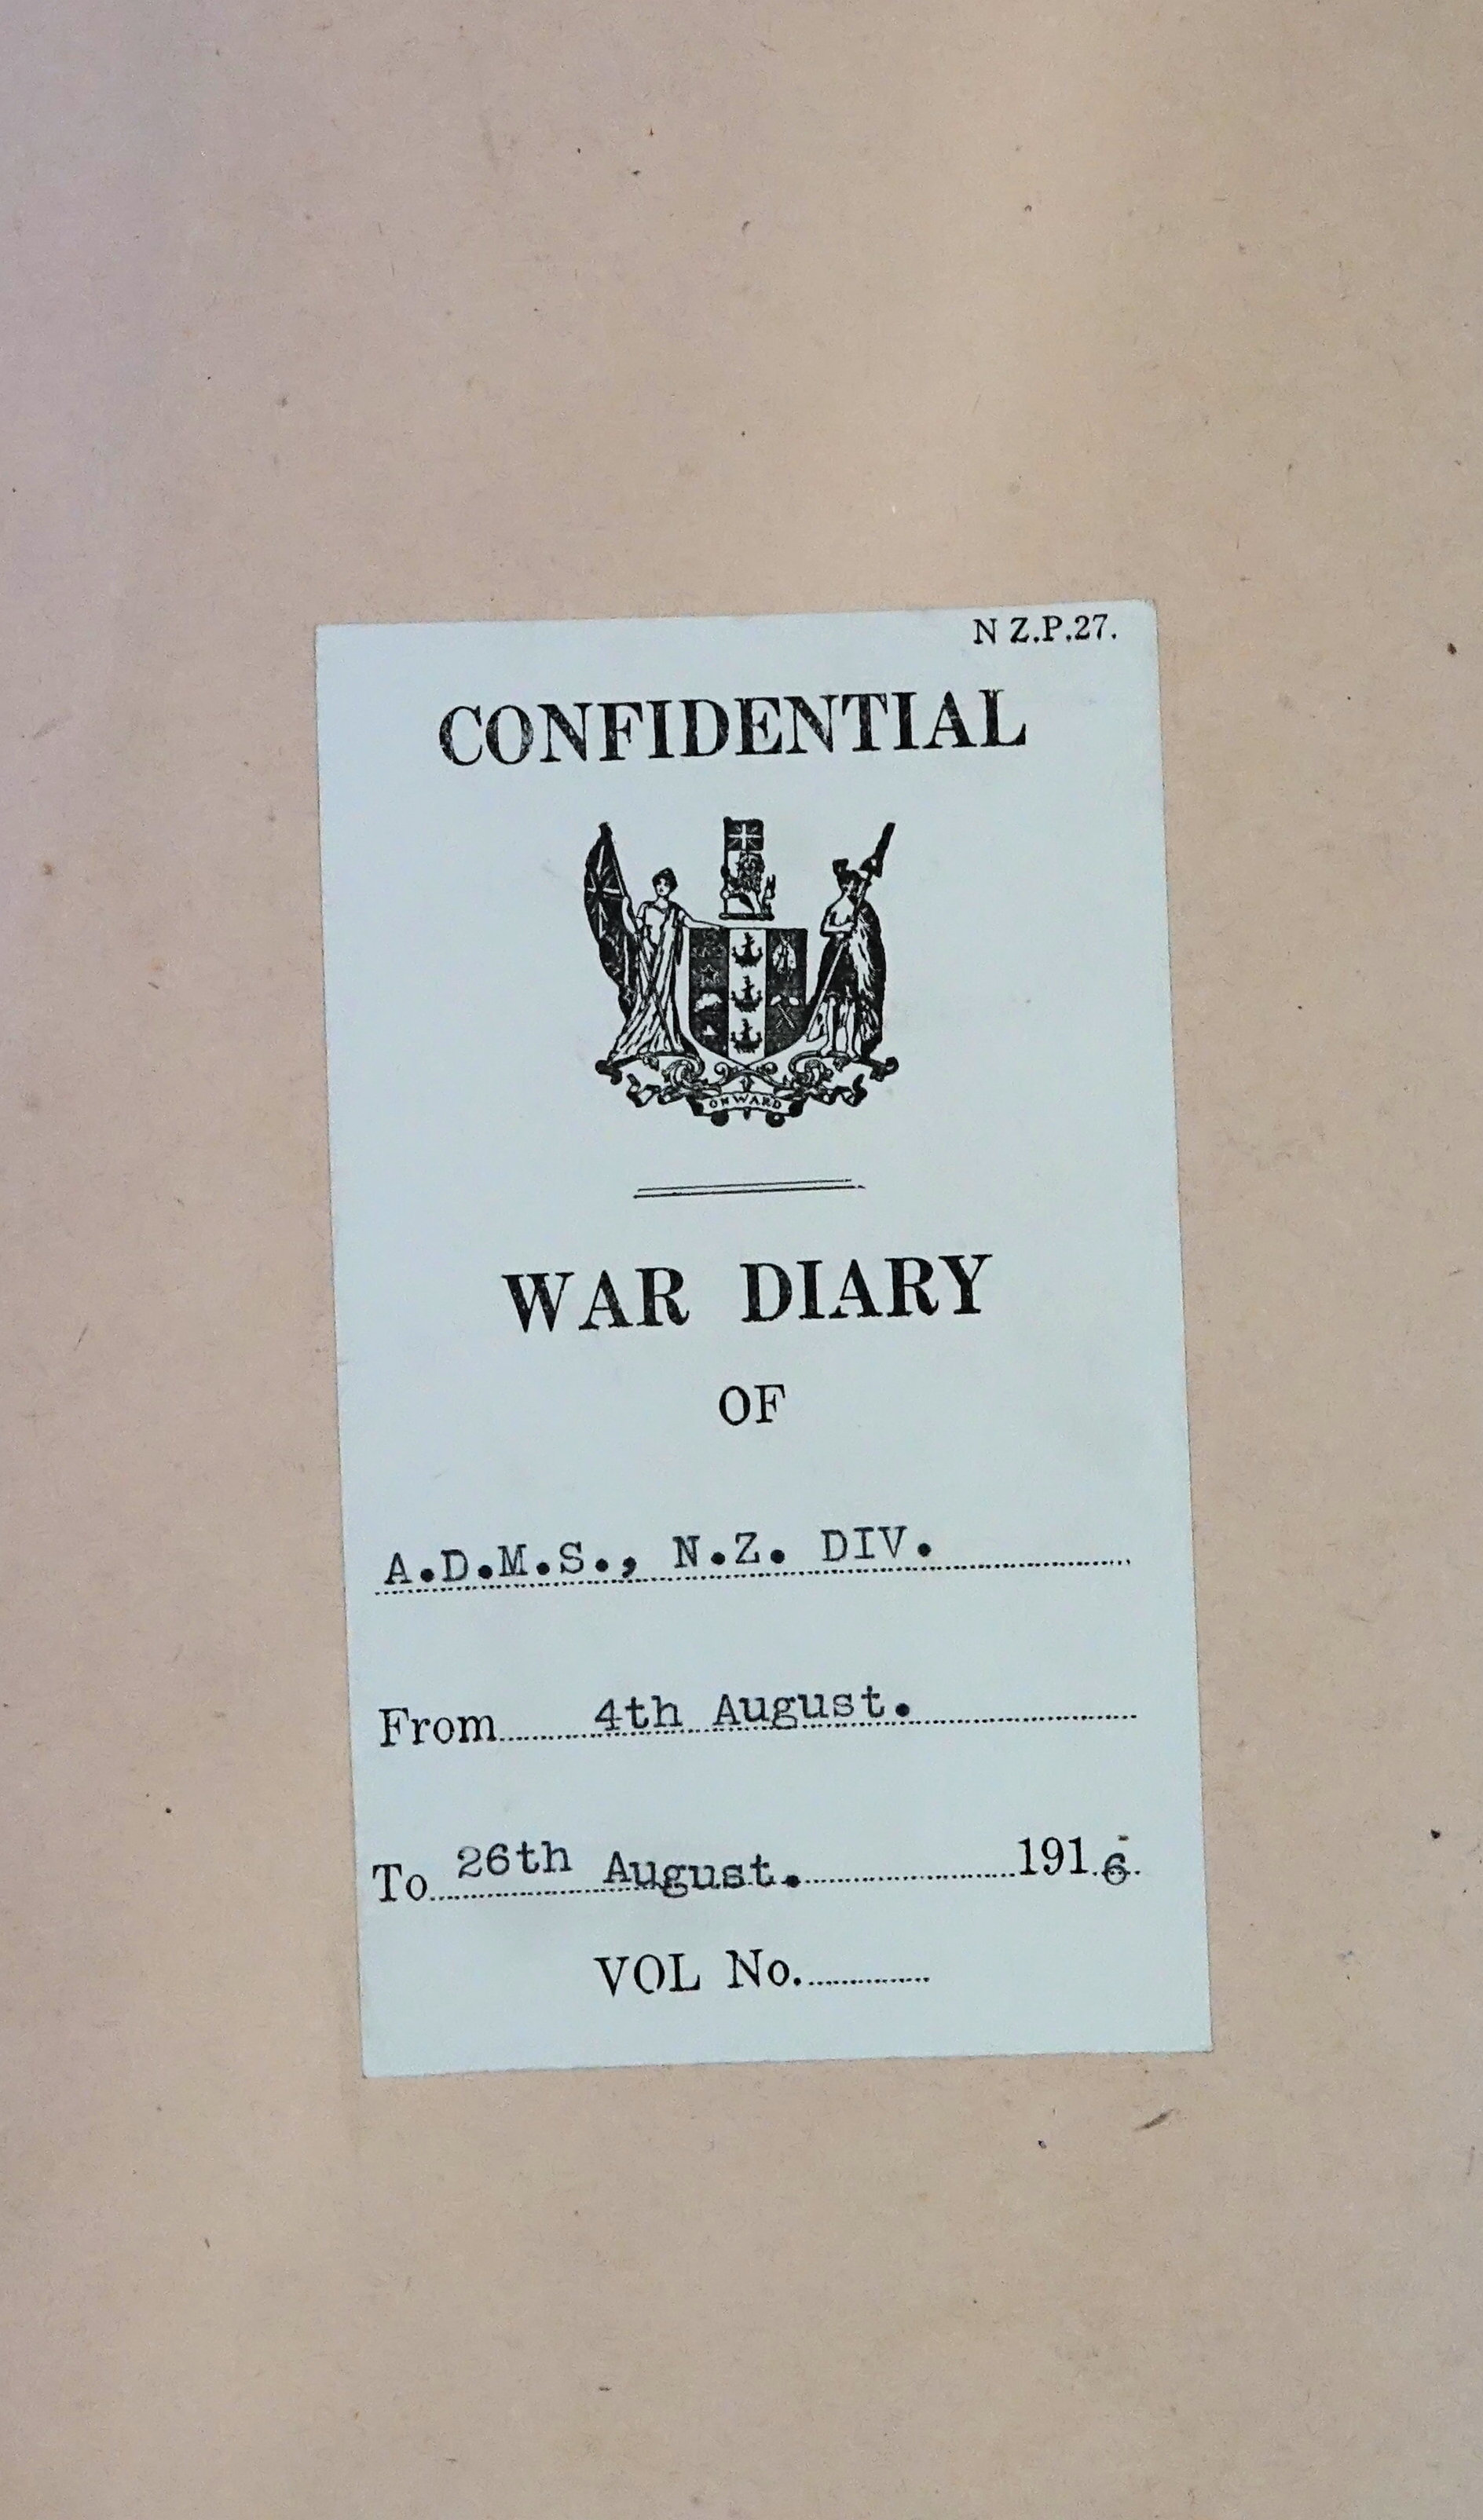 N Z.P.27.
CONFIDENTIAL
ONWARD
WAR DIARY
OF
A.D.M.S., N.Z. DIV.
From 4th August.
To 26th August. 1916.
VOL No.